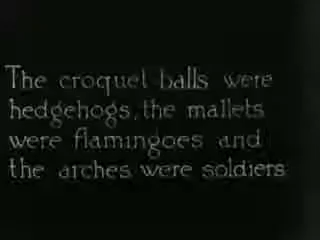 The croquet balls were
hedgehogs, the mallets
were flamingoes and
the arches were soldiers